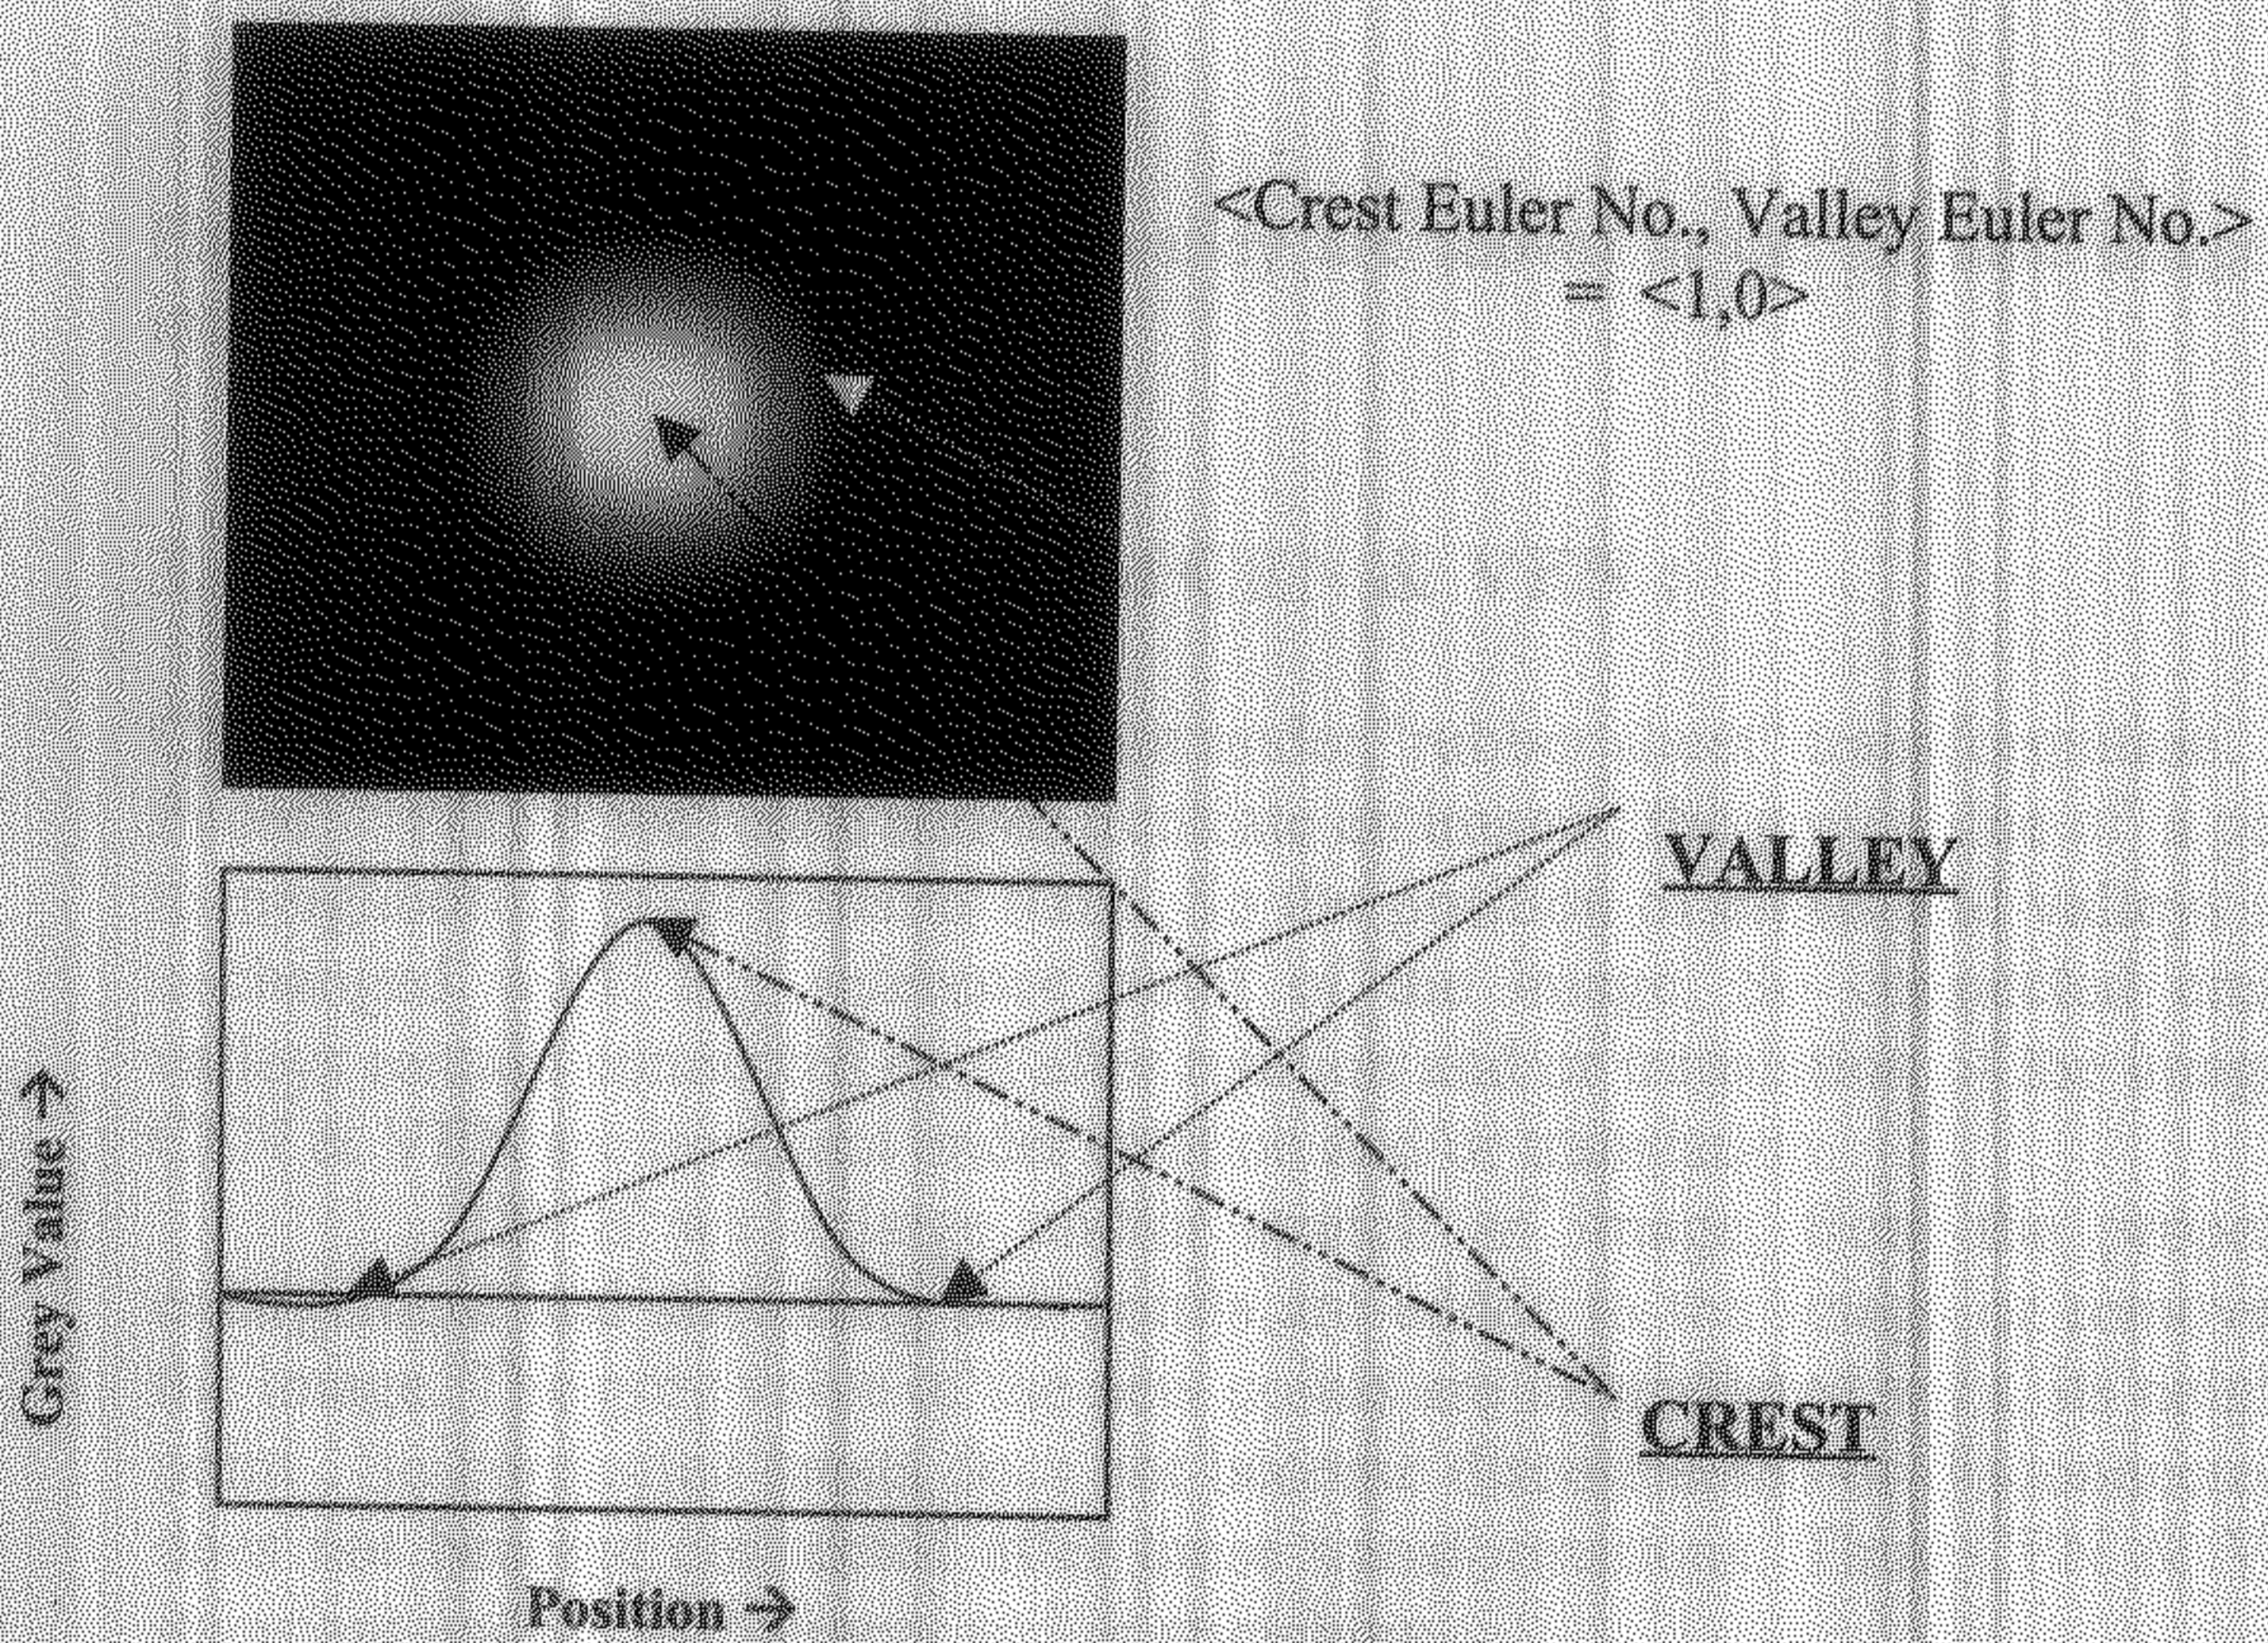 <Crest Euler No., Valley Euler No.>
= <1,0>
VALLEY
CREST
Grey Value →
Position →